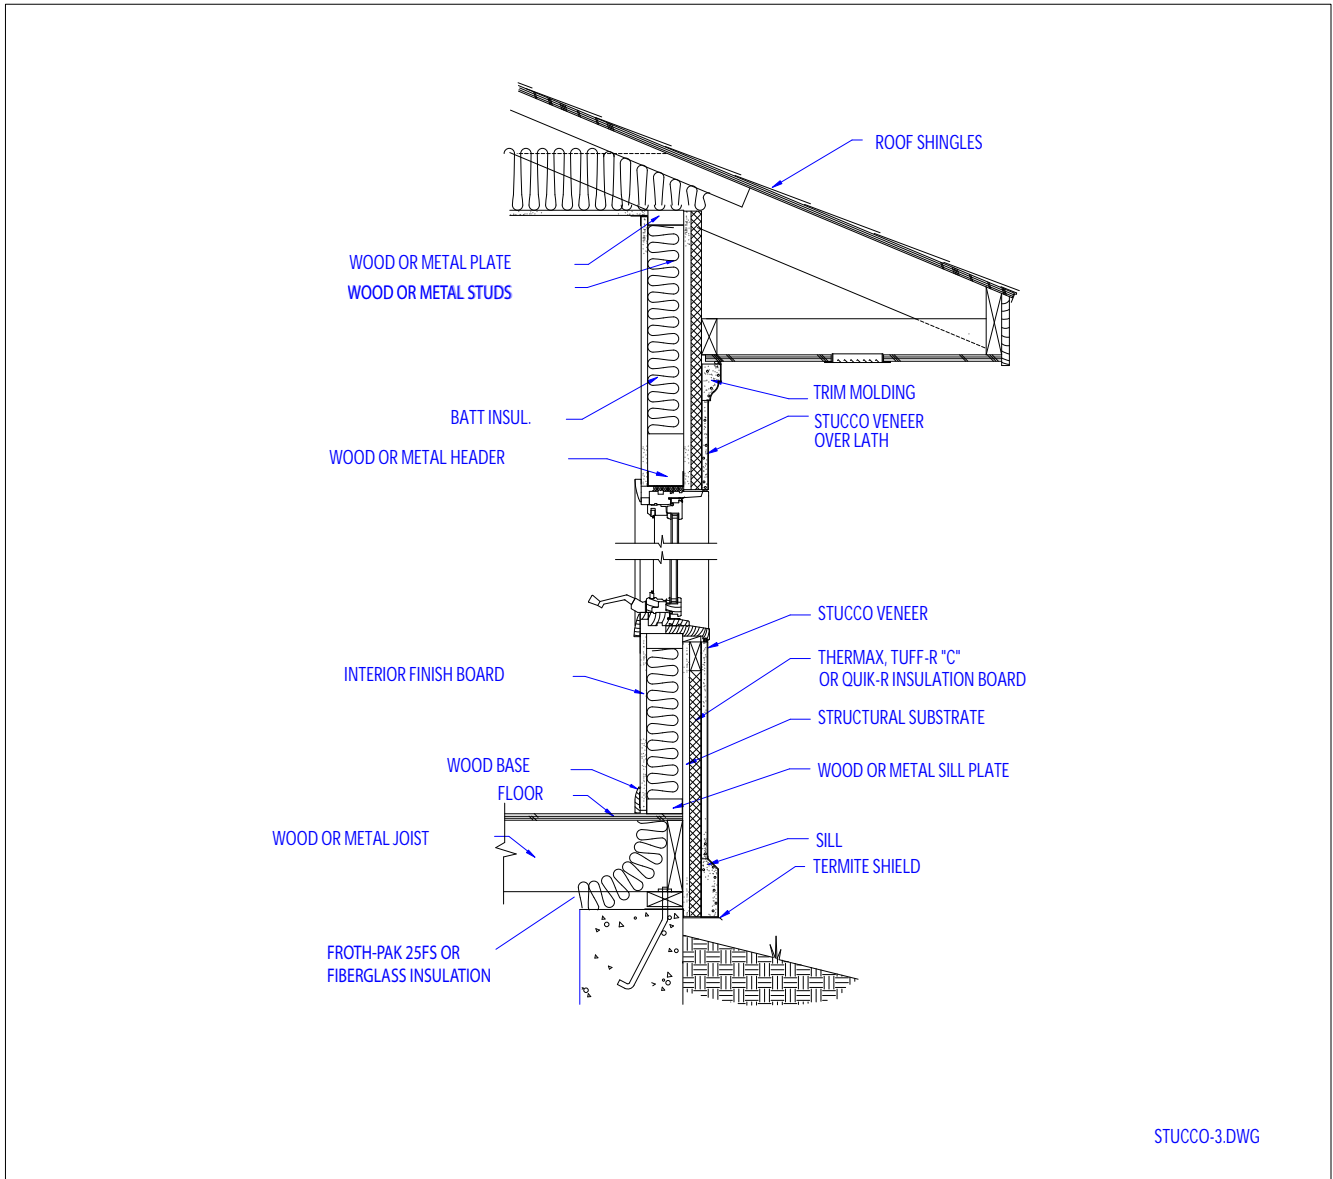 ROOF SHINGLES
WOOD OR METAL PLATE
WOOD OR METAL STUDS
TRIM MOLDING
BATT INSUL.
STUCCO VENEER
OVER LATH
WOOD OR METAL HEADER
STUCCO VENEER
THERMAX, TUFF-R "C"
OR QUIK-R INSULATION BOARD
INTERIOR FINISH BOARD
STRUCTURAL SUBSTRATE
WOOD BASE
WOOD OR METAL SILL PLATE
FLOOR
WOOD OR METAL JOIST
SILL
TERMITE SHIELD
FROTH-PAK 25FS OR
FIBERGLASS INSULATION
STUCCO-3.DWG